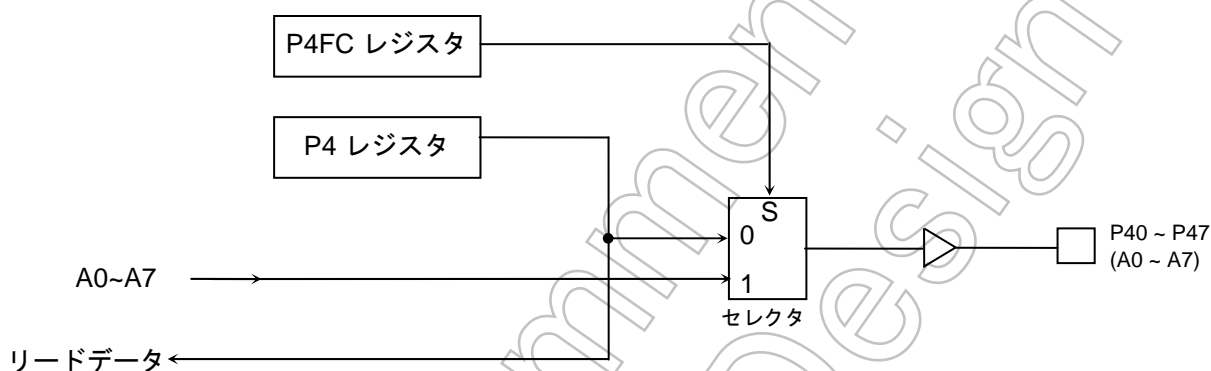 P4FC レジスタ
P4 レジスタ
S
0
1
セレクタ
A0~A7
リードデータ
P40 ~ P47
(A0 ~ A7)
Design